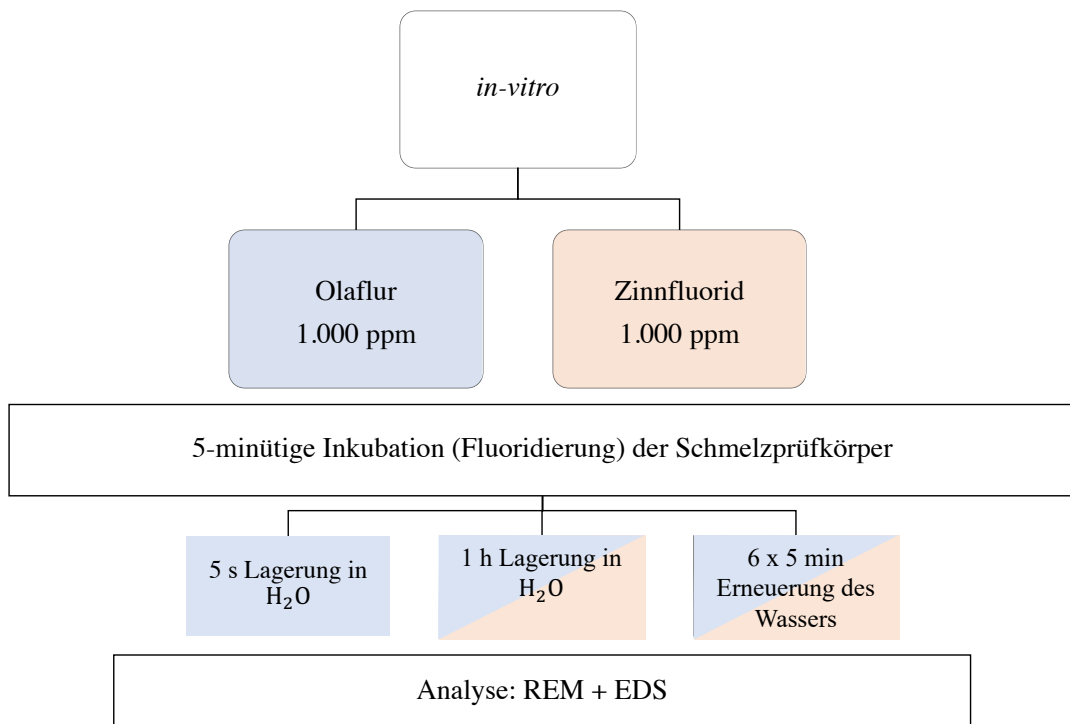 in-vitro
Olaflur
1.000 ppm
Zinnfluorid
1.000 ppm
5-minütige Inkubation (Fluoridierung) der Schmelzprüfkörper
5 s Lagerung in
H₂O
1 h Lagerung in
H₂O
6 x 5 min
Erneuerung des
Wassers
Analyse: REM + EDS